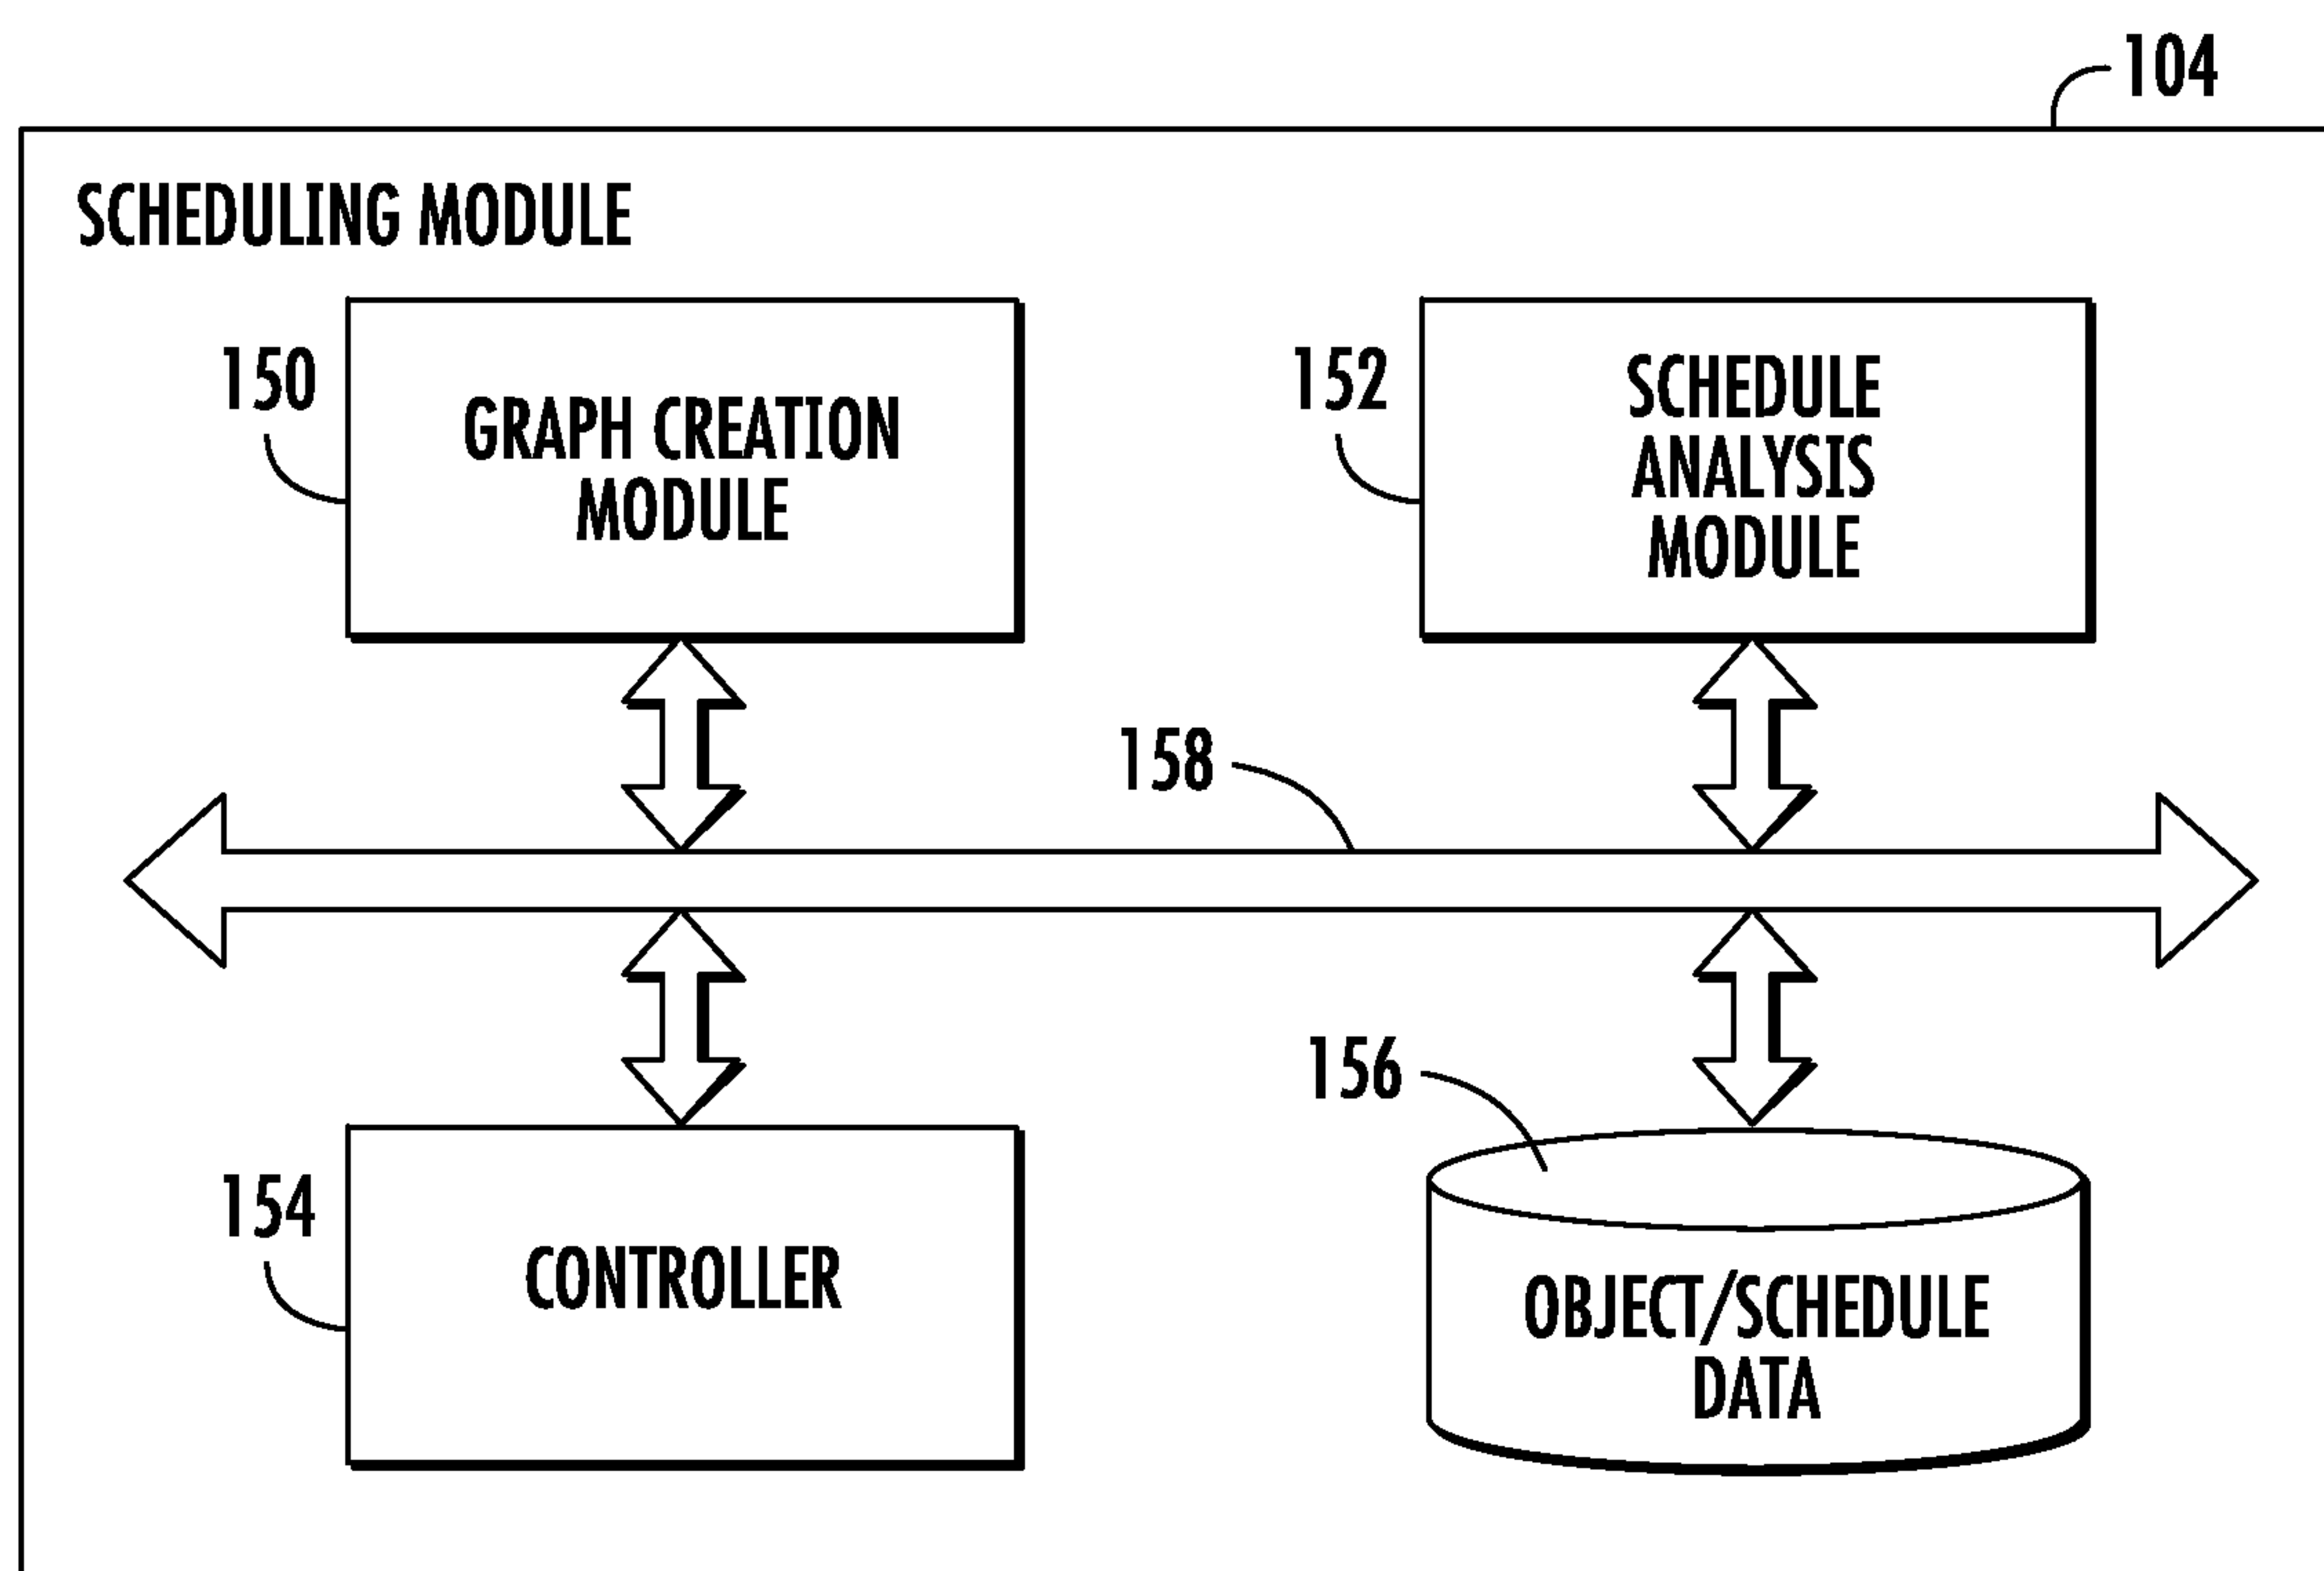 104
SCHEDULING MODULE
150
GRAPH CREATION
MODULE
152
SCHEDULE
ANALYSIS
MODULE
158
154
CONTROLLER
156
OBJECT/SCHEDULE
DATA